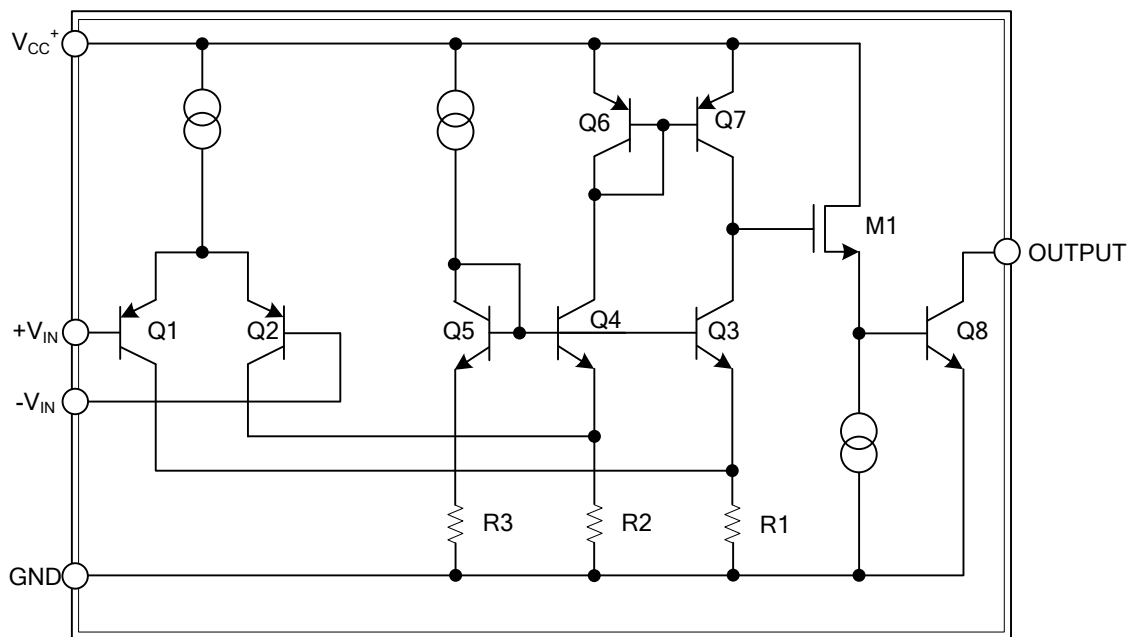 V_CC^+
Q6
Q7
M1
OUTPUT
+V_IN
Q1
Q2
Q5
Q4
Q3
Q8
-V_IN
R3
R2
R1
GND